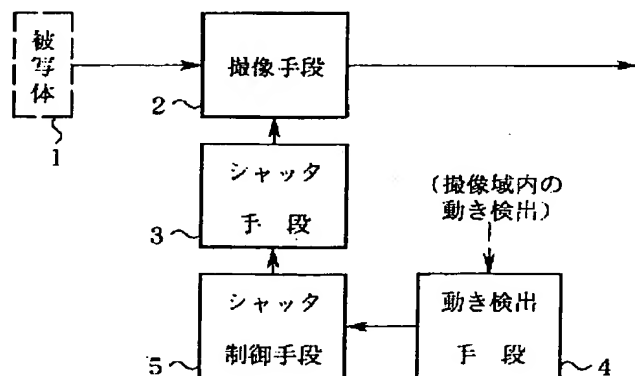 被
写
体
1
撮像手段
2
シャッタ
手 段
3
(撮像域内の
動き検出)
シャッタ
制御手段
5
動き検出
手 段
4